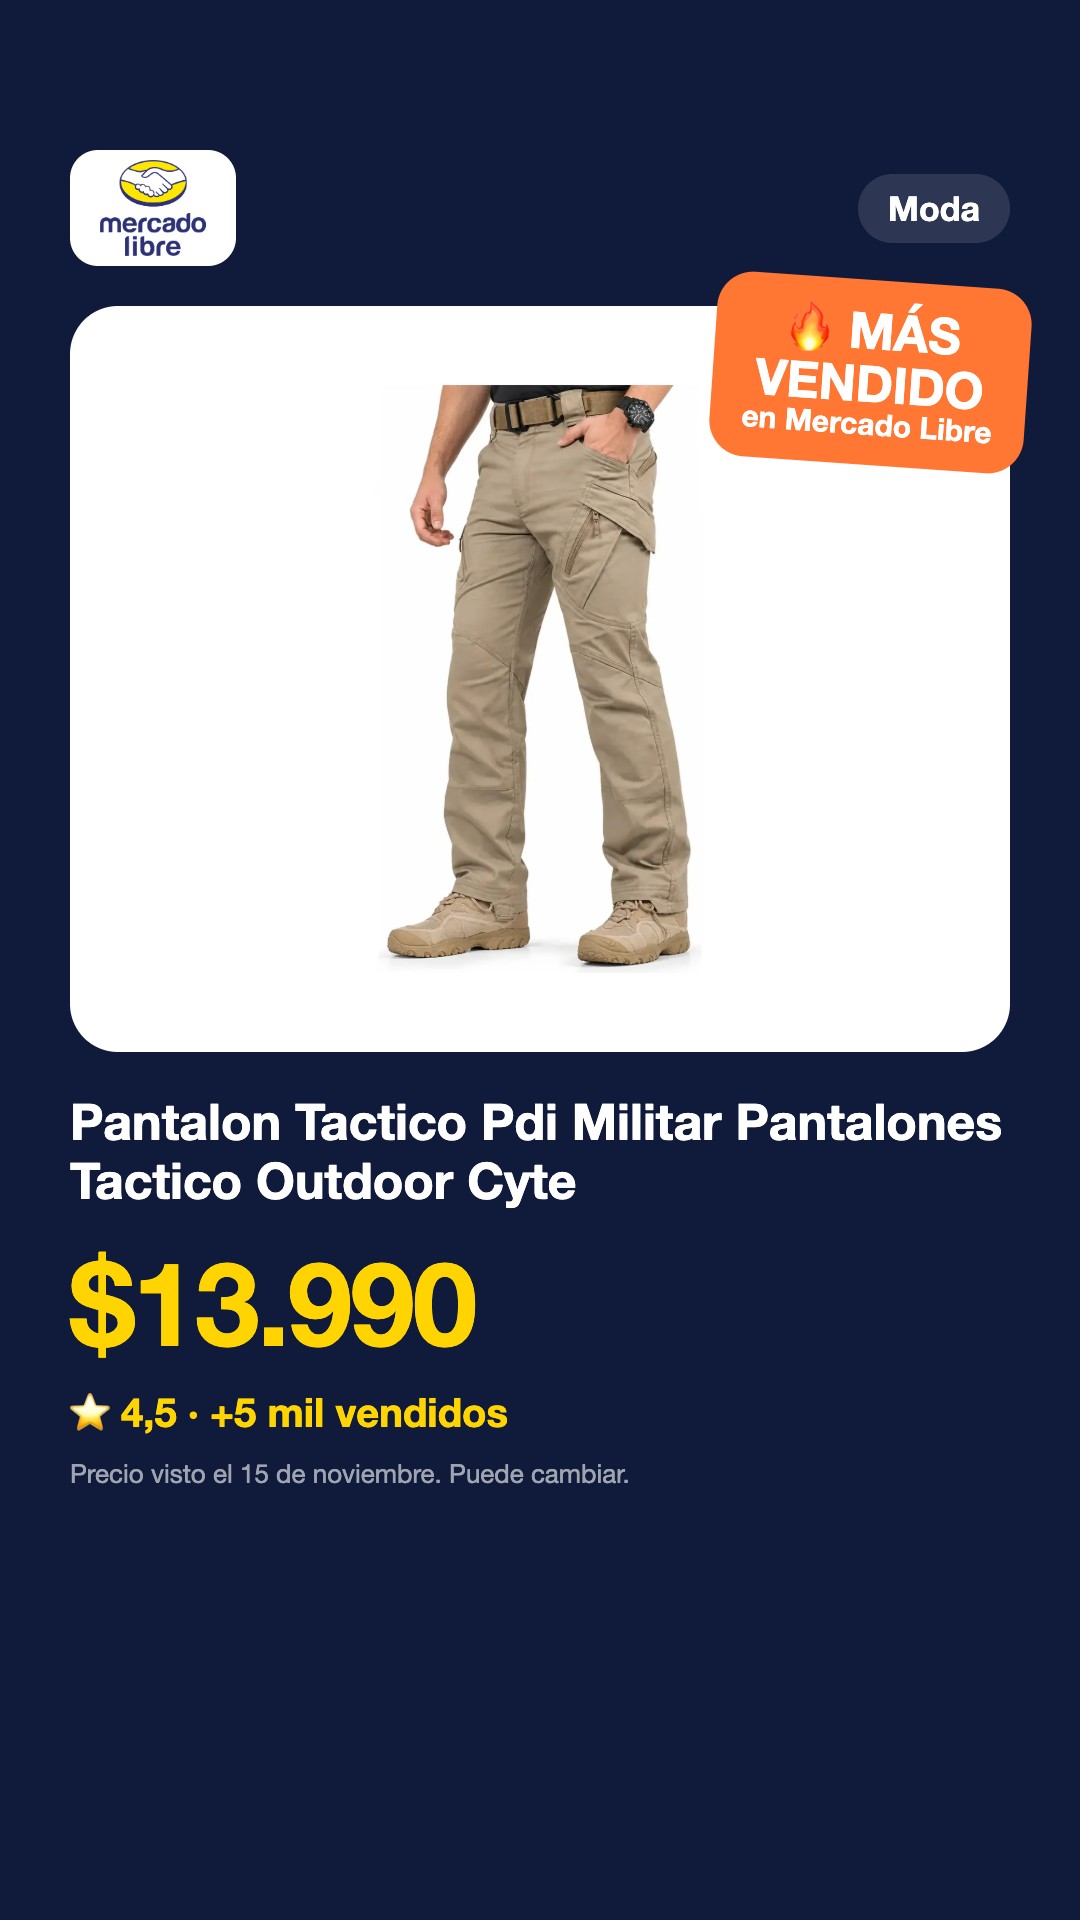 mercado
libre
Moda
🔥 MÁS
VENDIDO
en Mercado Libre
Pantalon Tactico Pdi Militar Pantalones
Tactico Outdoor Cyte
$13.990
⭐ 4,5 · +5 mil vendidos
Precio visto el 15 de noviembre. Puede cambiar.